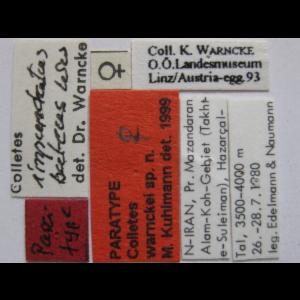 Colletes
det. Dr. Warncke
Para-
type
♀
Coll. K. WARNCKE
O.Ö.Landesmuseum
Linz/Austria-egg.93
♀
PARATYPE
Colletes
warnckei sp. n.
M. Kuhlmann det. 1999
N-IRAN, Pr. Mazandaran
Alam-Koh-Gebiet (Takht-
e-Suleiman), Hazarçal-
Tal, 3500-4000 m
26.-28.7.1980
leg. Edelmann & Naumann